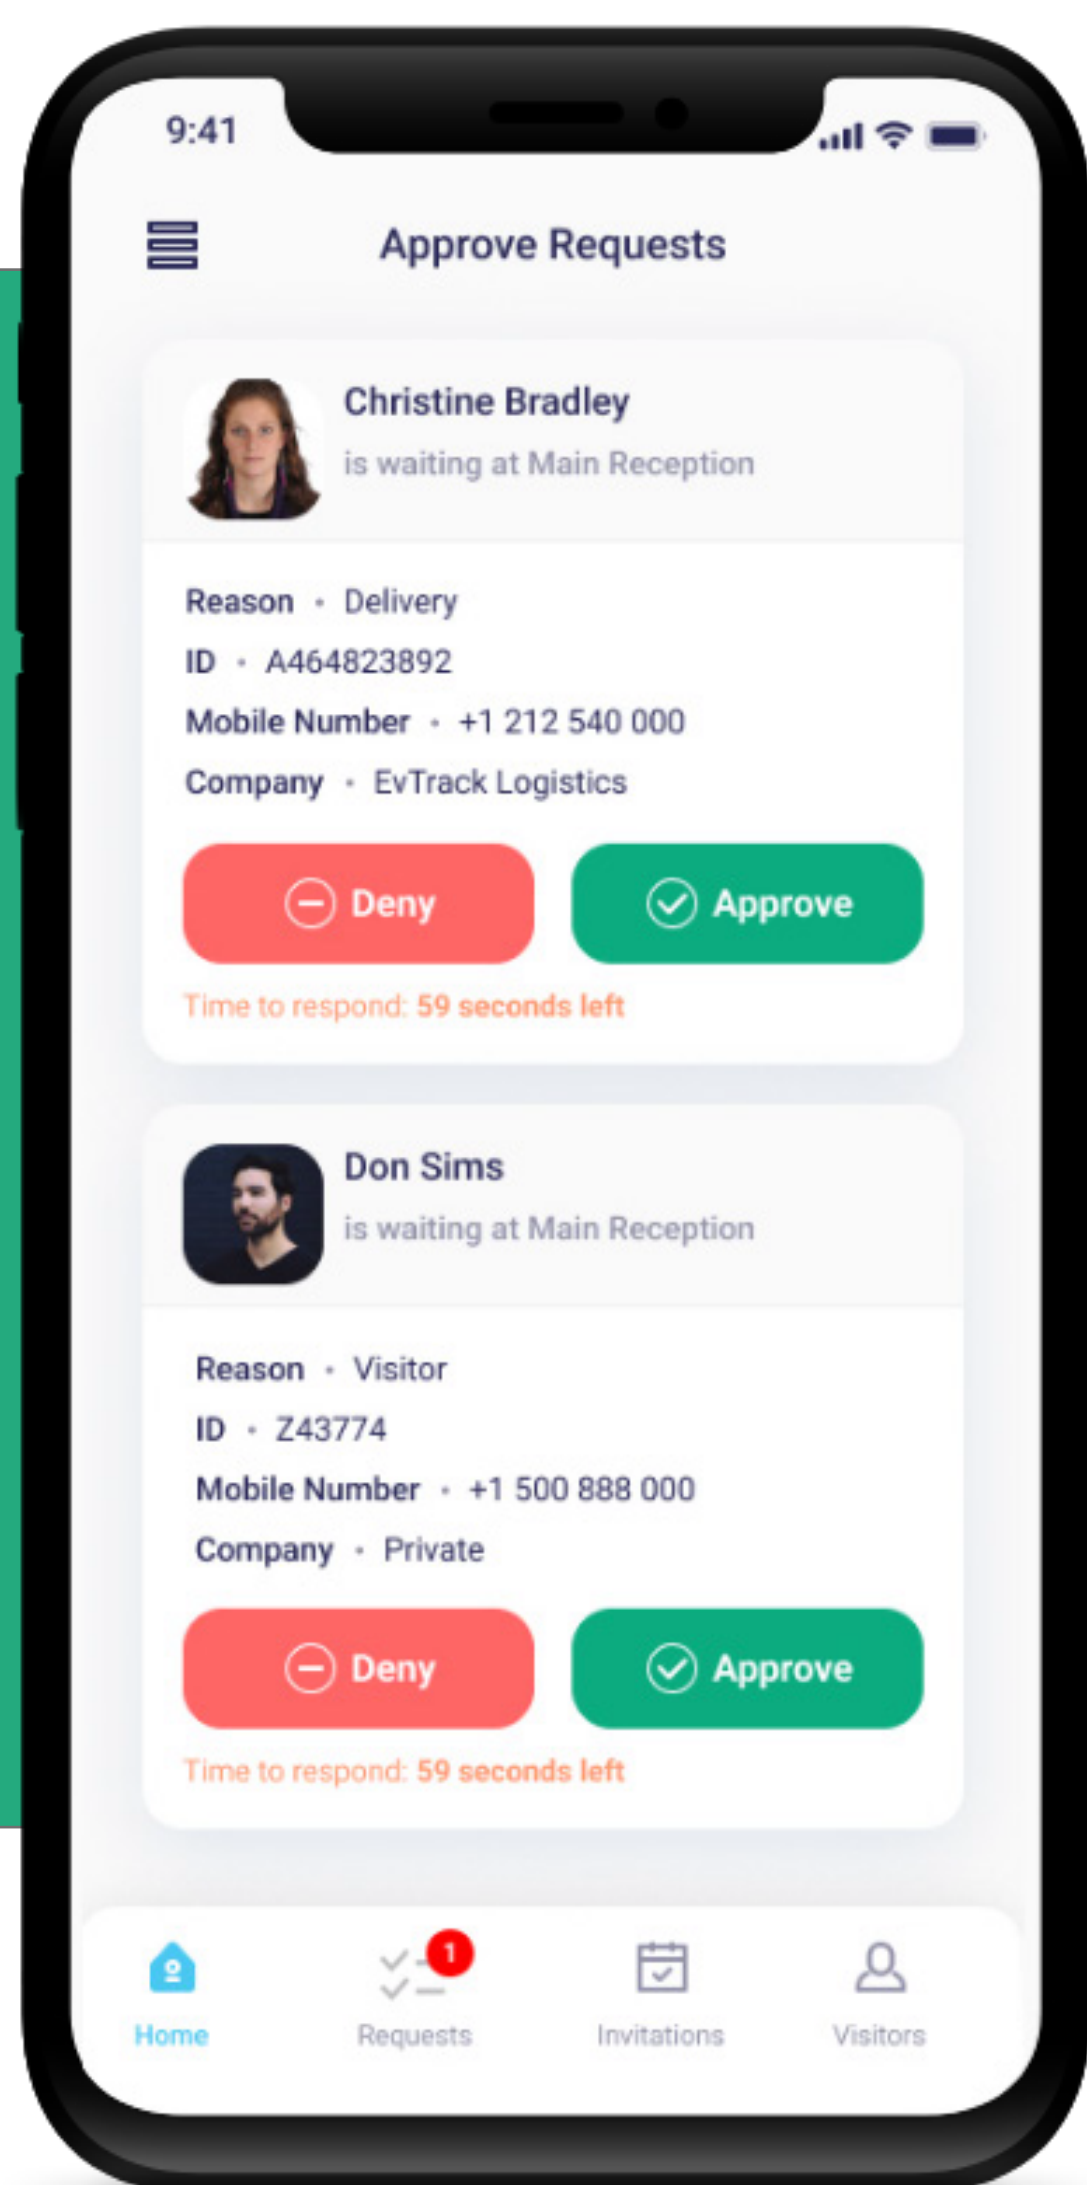 9:41
Approve Requests
Christine Bradley
is waiting at Main Reception
Reason • Delivery
ID • A464823892
Mobile Number • +1 212 540 000
Company • EvTrack Logistics
Deny
Approve
Time to respond: 59 seconds left
Don Sims
is waiting at Main Reception
Reason • Visitor
ID • Z43774
Mobile Number • +1 500 888 000
Company • Private
Deny
Approve
Time to respond: 59 seconds left
1
Home
Requests
Invitations
Visitors